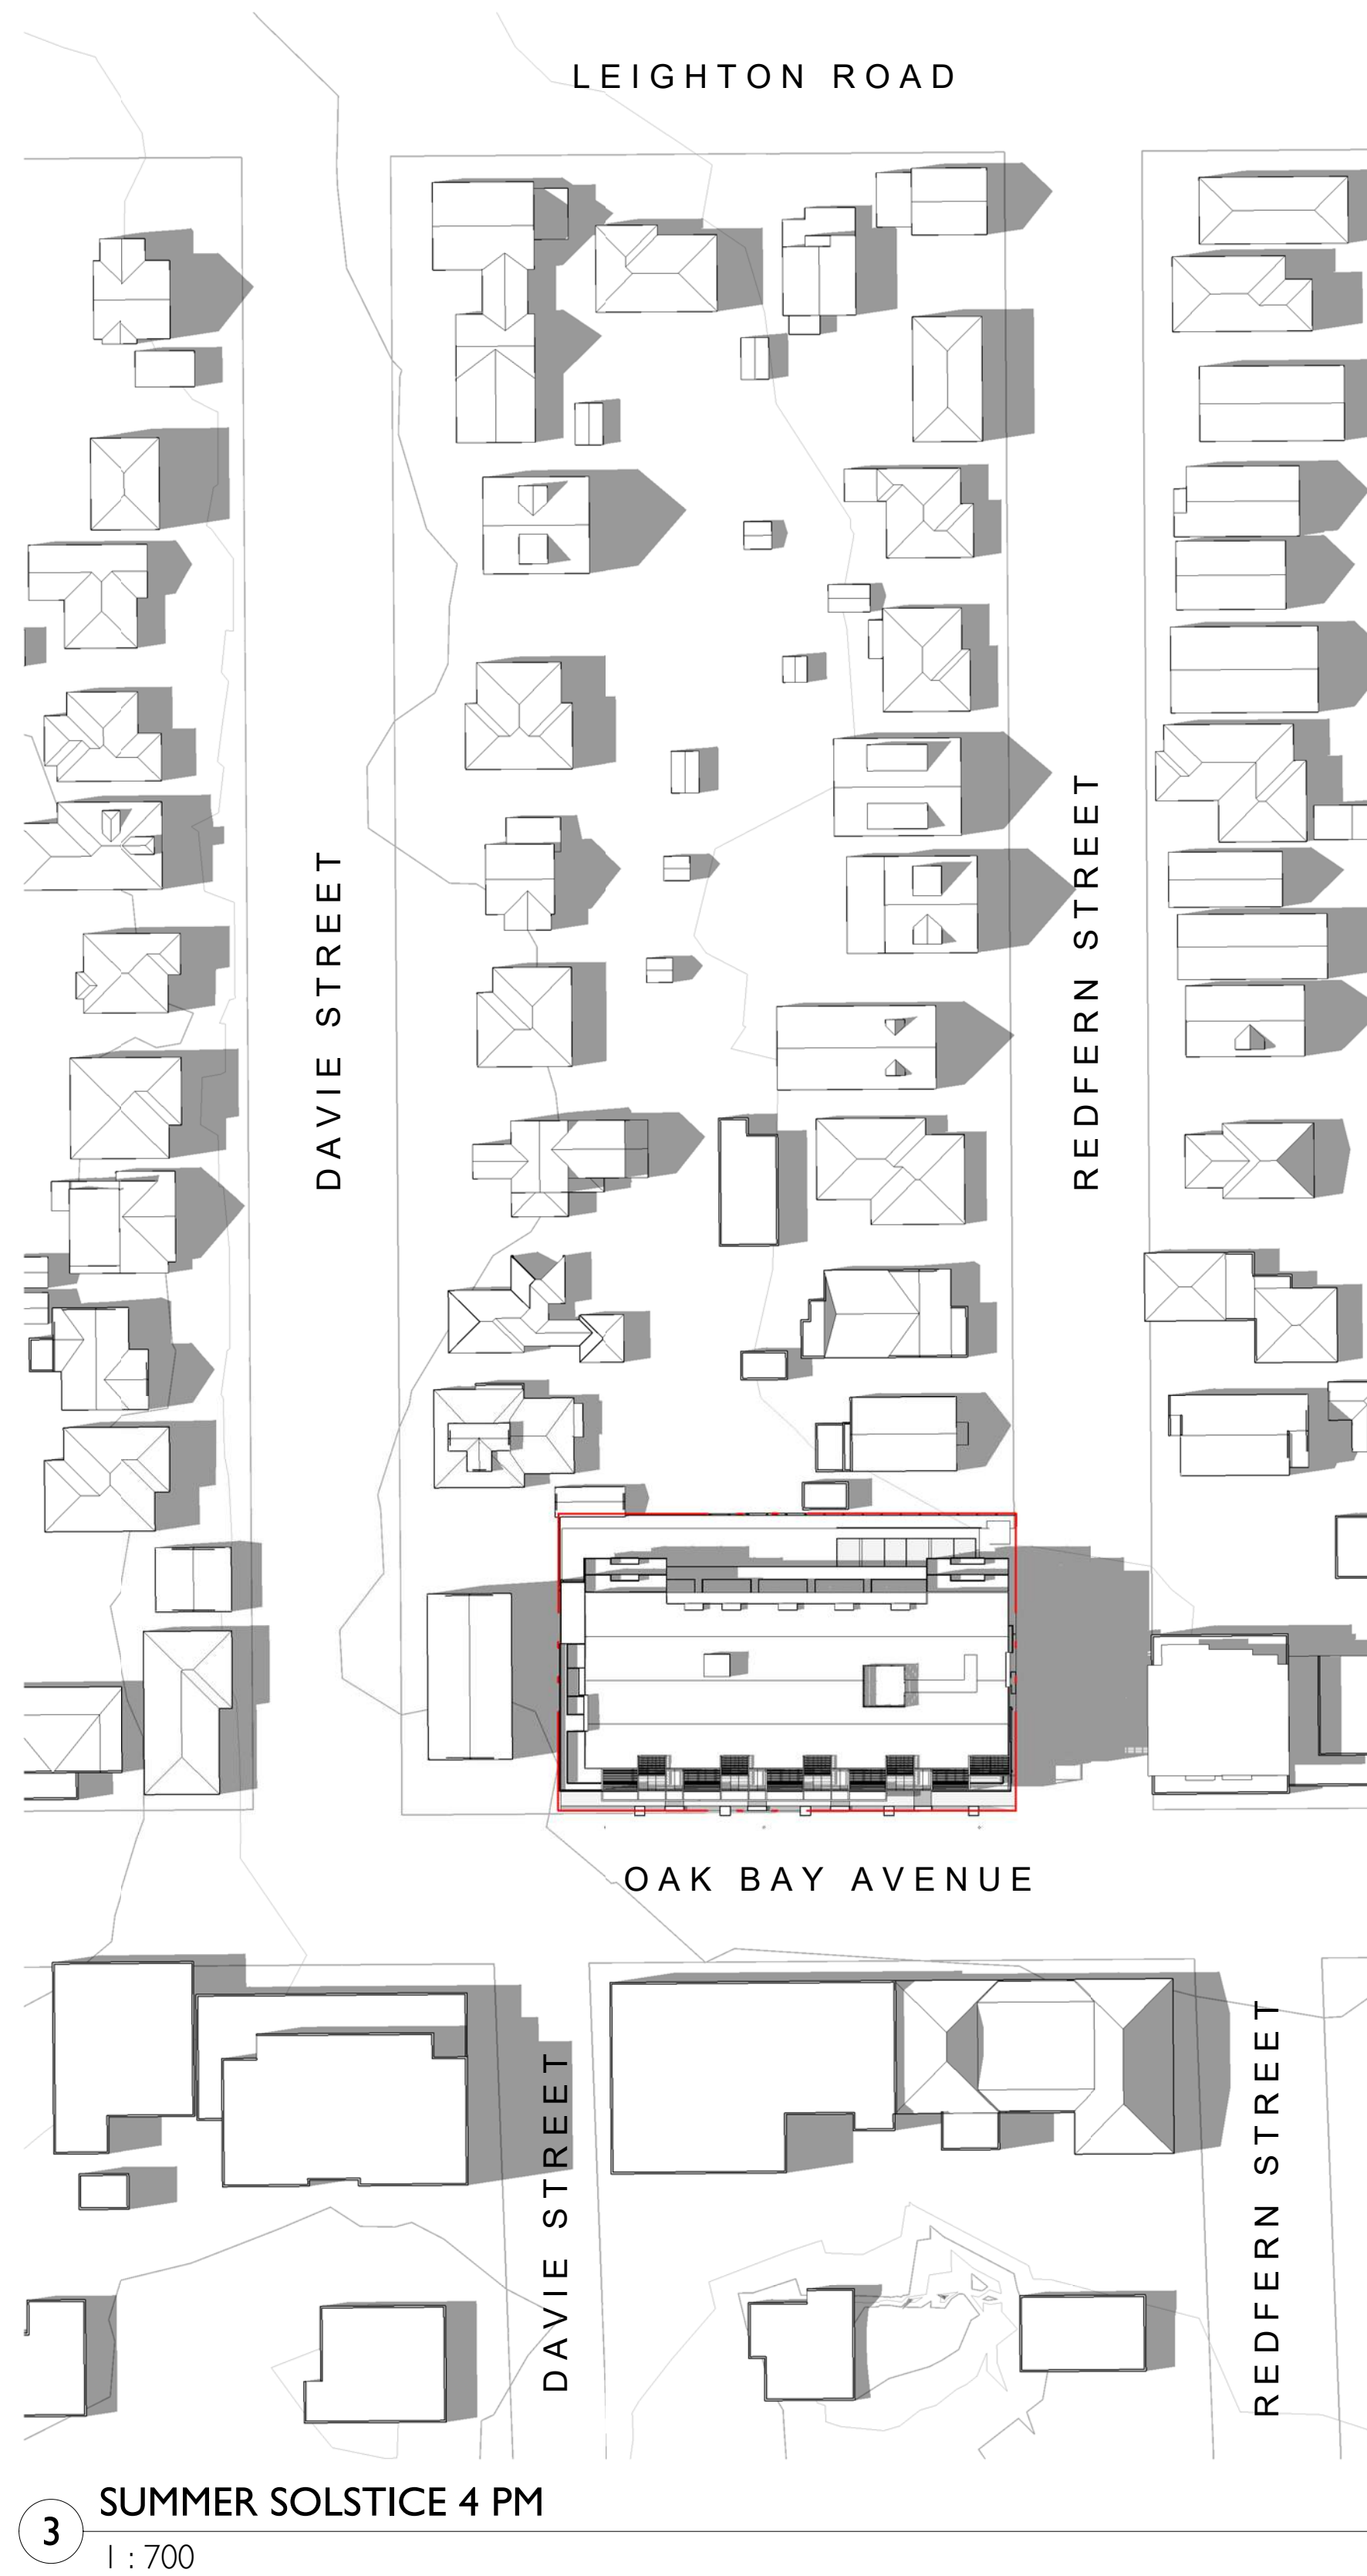 LEIGHTON ROAD
DAVIE STREET
REDFERN STREET
OAK BAY AVENUE
DAVIE STREET
REDFERN STREET
3
SUMMER SOLSTICE 4 PM
1 : 700